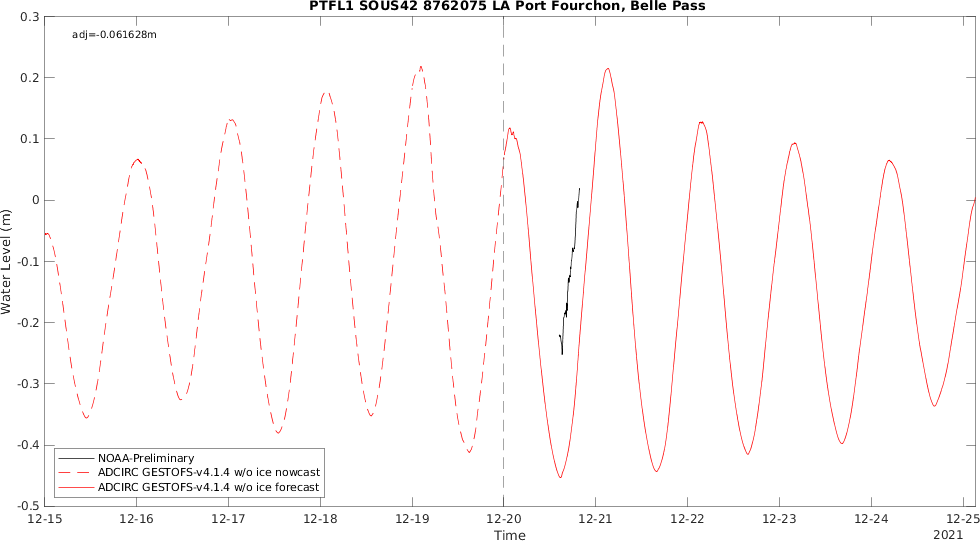 PTFL1 SOUS42 8762075 LA Port Fourchon, Belle Pass
adj=-0.061628m
0.3
0.2
0.1
0
-0.1
-0.2
-0.3
-0.4
-0.5
Water Level (m)
NOAA-Preliminary
ADCIRC GESTOFS-v4.1.4 w/o ice nowcast
ADCIRC GESTOFS-v4.1.4 w/o ice forecast
12-15 12-16 12-17 12-18 12-19 12-20 12-21 12-22 12-23 12-24 12-25
Time
2021